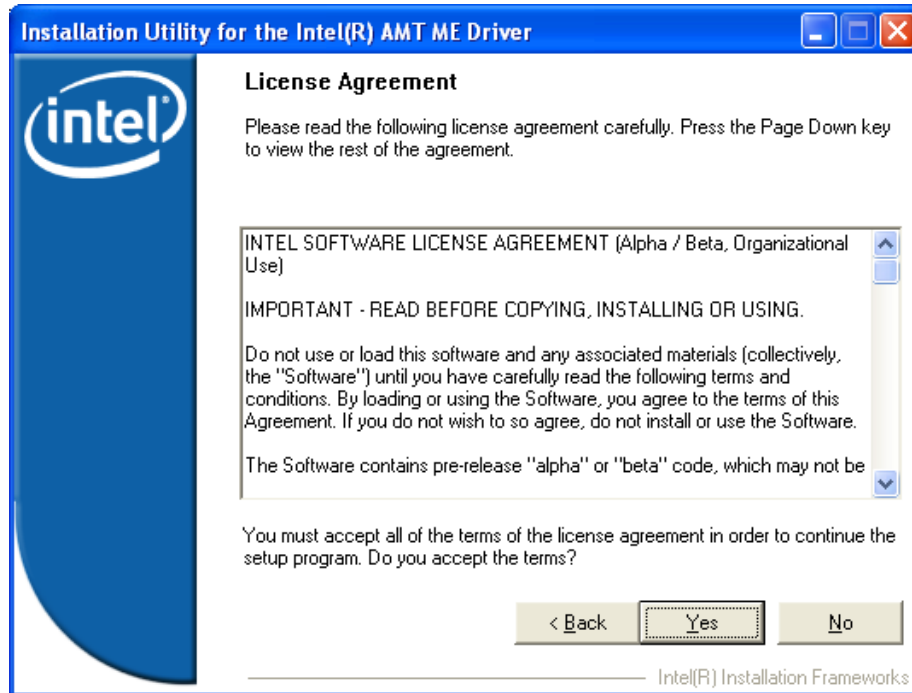 Installation Utility for the Intel(R) AMT ME Driver
intel
License Agreement
Please read the following license agreement carefully. Press the Page Down key
to view the rest of the agreement.
INTEL SOFTWARE LICENSE AGREEMENT (Alpha / Beta, Organizational
Use)
IMPORTANT - READ BEFORE COPYING, INSTALLING OR USING.
Do not use or load this software and any associated materials (collectively,
the "Software") until you have carefully read the following terms and
conditions. By loading or using the Software, you agree to the terms of this
Agreement. If you do not wish to so agree, do not install or use the Software.
The Software contains pre-release "alpha" or "beta" code, which may not be
You must accept all of the terms of the license agreement in order to continue the
setup program. Do you accept the terms?
< Back
Yes
No
Intel(R) Installation Frameworks